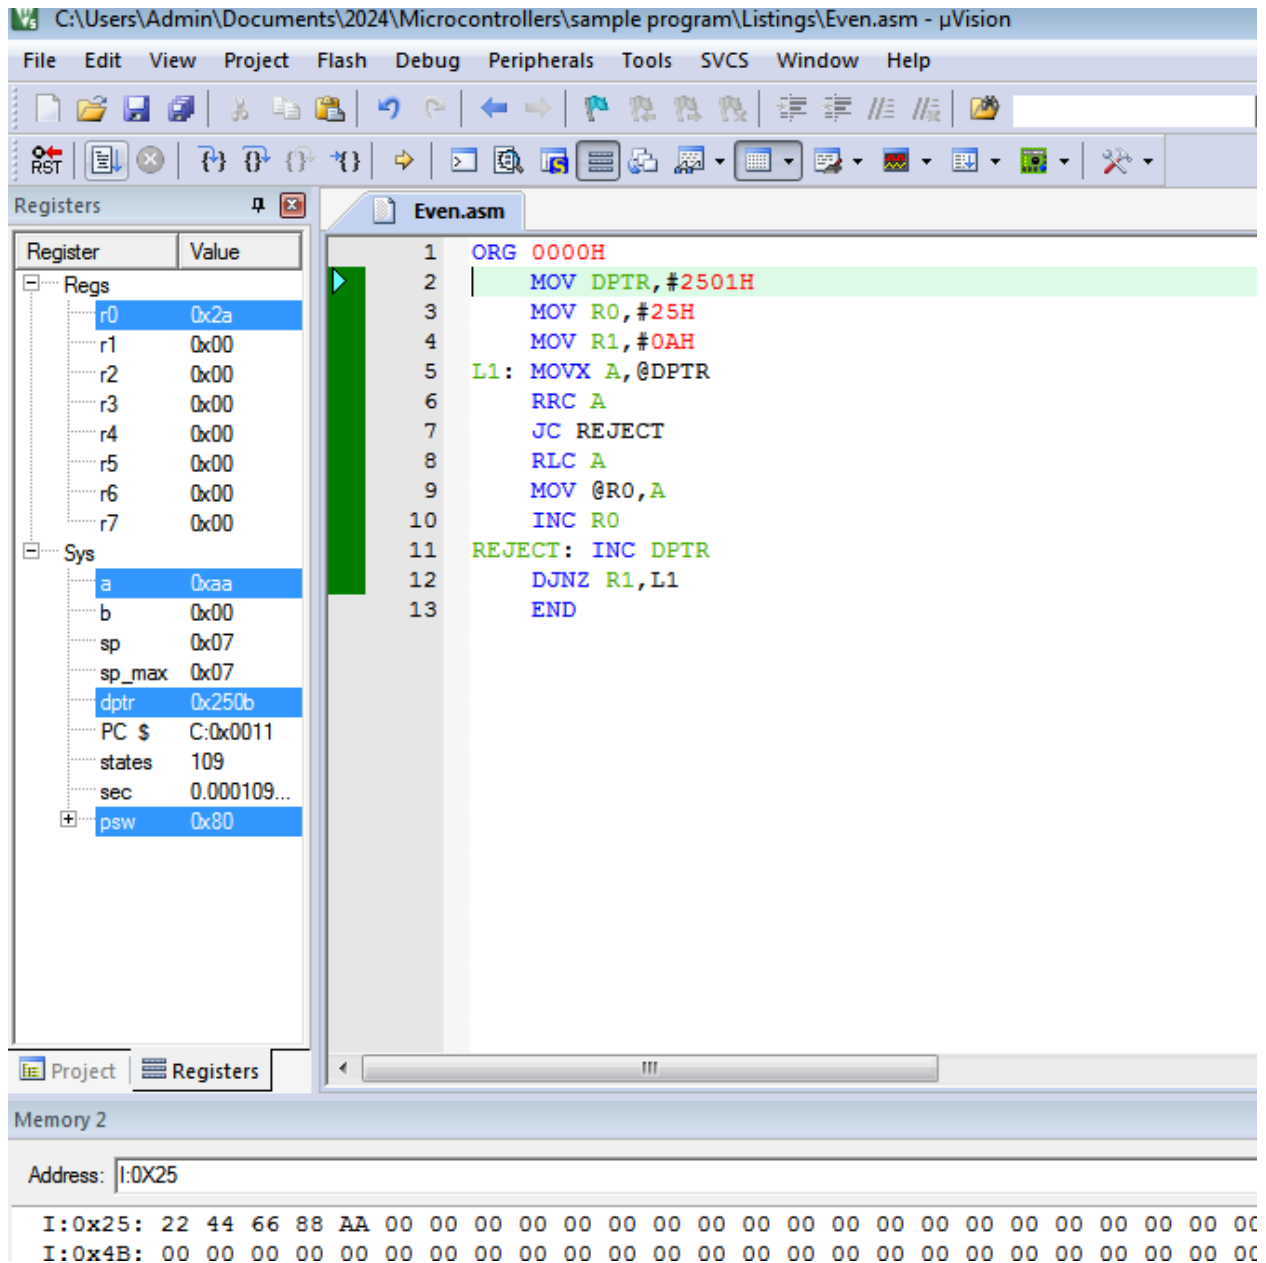 C:\Users\Admin\Documents\2024\Microcontrollers\sample program\Listings\Even.asm - µVision
File Edit View Project Flash Debug Peripherals Tools SVCS Window Help
RST
Registers
Even.asm
Register Value
Regs
r0 0x2a
r1 0x00
r2 0x00
r3 0x00
r4 0x00
r5 0x00
r6 0x00
r7 0x00
Sys
a 0xaa
b 0x00
sp 0x07
sp_max 0x07
dptr 0x250b
PC $ C:0x0011
states 109
sec 0.000109...
psw 0x80
1 ORG 0000H
2 MOV DPTR,#2501H
3 MOV R0,#25H
4 MOV R1,#0AH
5 L1: MOVX A,@DPTR
6 RRC A
7 JC REJECT
8 RLC A
9 MOV @R0,A
10 INC R0
11 REJECT: INC DPTR
12 DJNZ R1,L1
13 END
Project Registers
Memory 2
Address: I:0X25
I:0x25: 22 44 66 88 AA 00 00 00 00 00 00 00 00 00 00 00 00 00 00 00 00 00 00 00 00
I:0x4B: 00 00 00 00 00 00 00 00 00 00 00 00 00 00 00 00 00 00 00 00 00 00 00 00 00